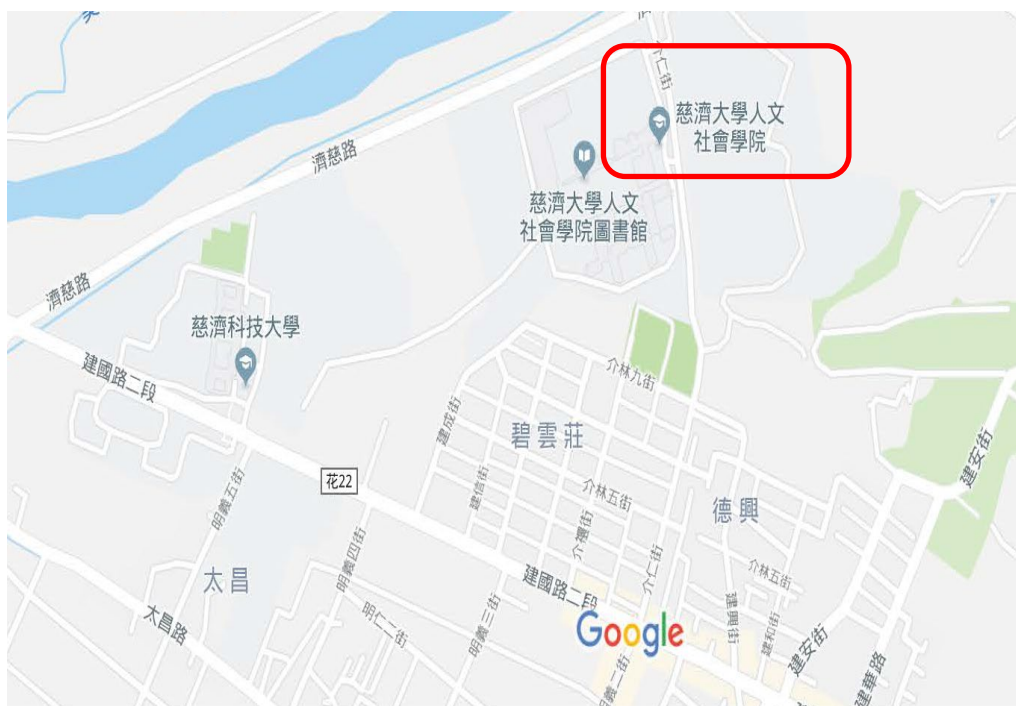 介仁街
慈濟大學人文
社會學院
濟慈路
慈濟大學人文
社會學院圖書館
濟慈路
慈濟科技大學
建國路二段
介林九街
建成街
碧雲莊
建安街
花22
明義五街
建信街
介林五街
德興
介禮街
明義四街
介仁街
太昌
建國路二段
介林五街
太昌路
明仁二街
明義三街
建興街
建和街
Google
建安街
明義二街
建華路